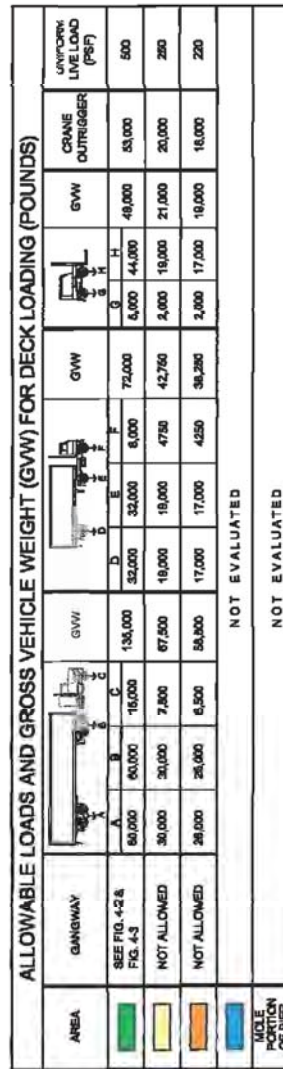 ALLOWABLE LOADS AND GROSS VEHICLE WEIGHT (GVW) FOR DECK LOADING (POUNDS)
AREA GANGWAY GVW GVW GVW CRANE OUTRIGGER UNIFORM LIVE LOAD (PSF)
A B C D E F G H
A B C D E F G H
SEE FIG. 4-2 & FIG. 4-3 60,000 60,000 15,000 135,000 32,000 32,000 8,000 72,000 5,000 44,000 49,000 53,000 500
NOT ALLOWED 30,000 30,000 7,500 67,500 19,000 19,000 4750 42,750 2,000 19,000 21,000 20,000 250
NOT ALLOWED 26,000 26,000 6,500 58,500 17,000 17,000 4250 38,250 2,000 17,000 19,000 18,000 220
NOT EVALUATED
MOLE PORTION OF PIER NOT EVALUATED